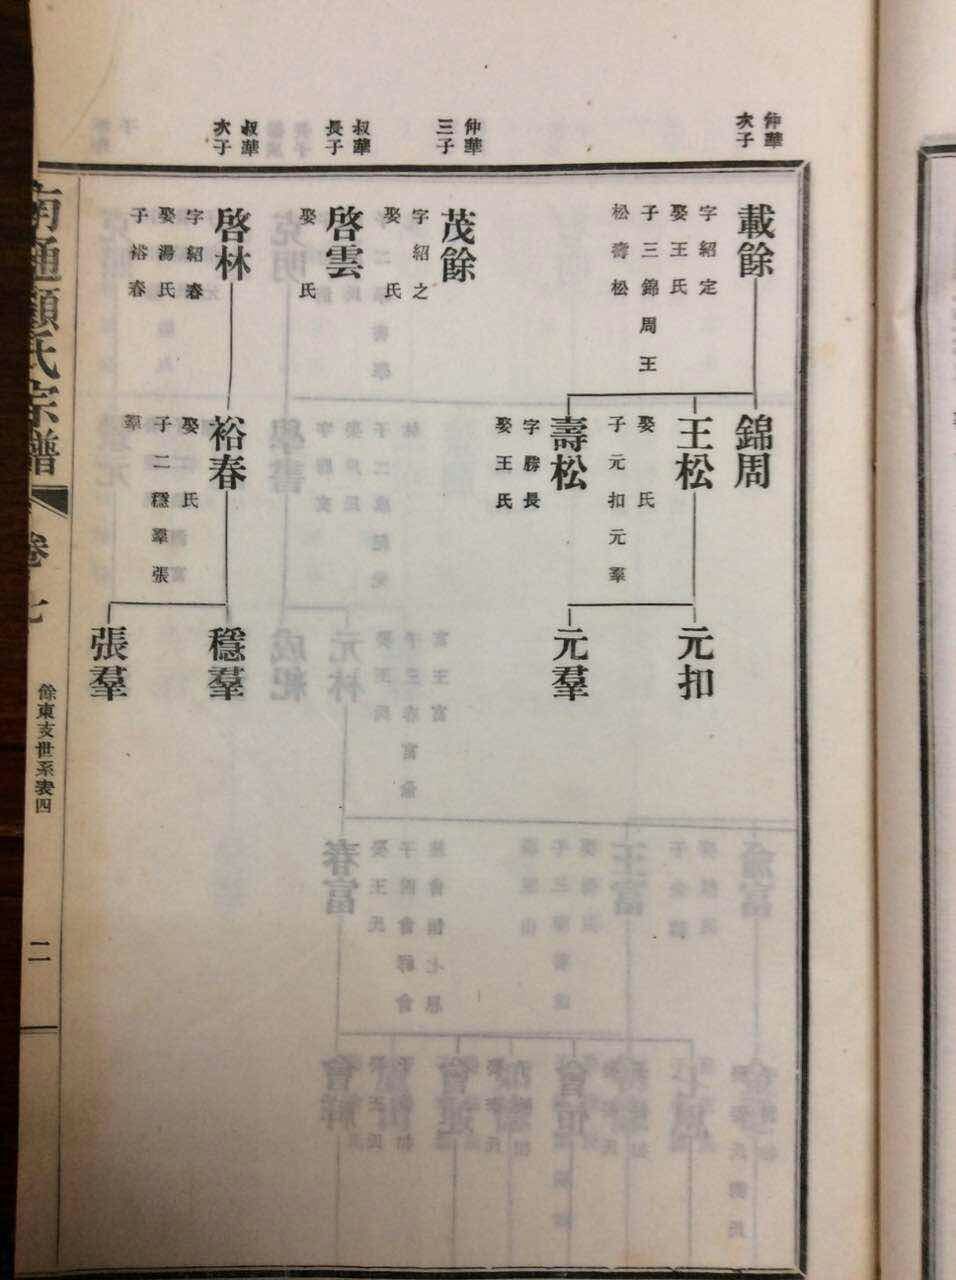 仲華
次子
載餘
字紹定
娶王氏
子三錦周王
松壽松
仲華
三子
茂餘
字紹之
娶氏
叔華
長子
啓雲
娶氏
叔華
次子
啓林
字紹春
娶湯氏
子裕春
錦周
王松
娶氏
子元扣元羣
壽松
字勝長
娶王氏
裕春
娶氏
子二穩羣張
羣
元扣
元羣
穩羣
張羣
南通顧氏宗譜
卷七
餘東支世系表四
二